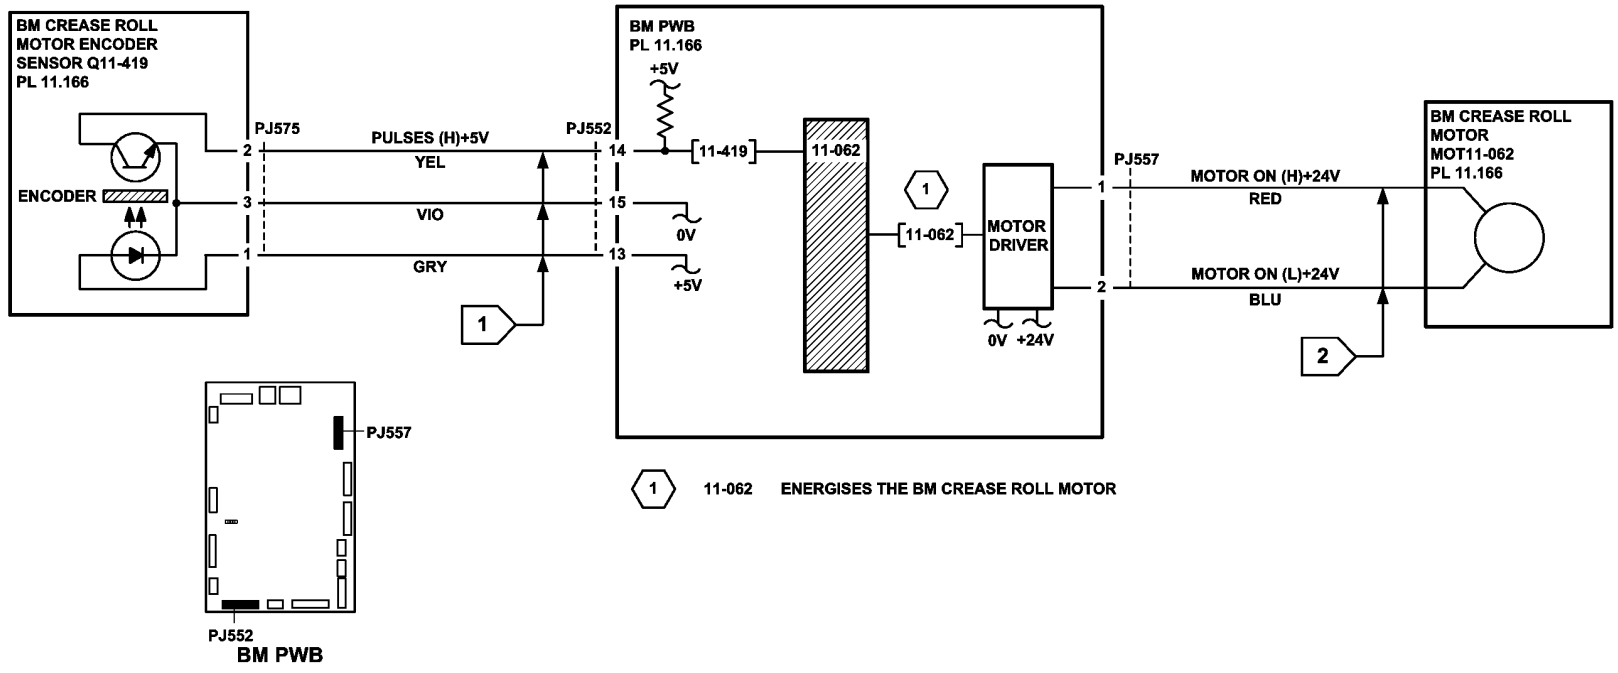 BM CREASE ROLL
MOTOR ENCODER
SENSOR Q11-419
PL 11.166
ENCODER
2
3
1
PJ575
PULSES (H)+5V
YEL
VIO
GRY
1
PJ552
14
15
13
BM PWB
PL 11.166
+5V
11-419
0V
+5V
11-062
1
11-062
MOTOR
DRIVER
0V
+24V
1
2
PJ557
MOTOR ON (H)+24V
RED
MOTOR ON (L)+24V
BLU
2
BM CREASE ROLL
MOTOR
MOT11-062
PL 11.166
PJ557
PJ552
BM PWB
1 11-062 ENERGISES THE BM CREASE ROLL MOTOR